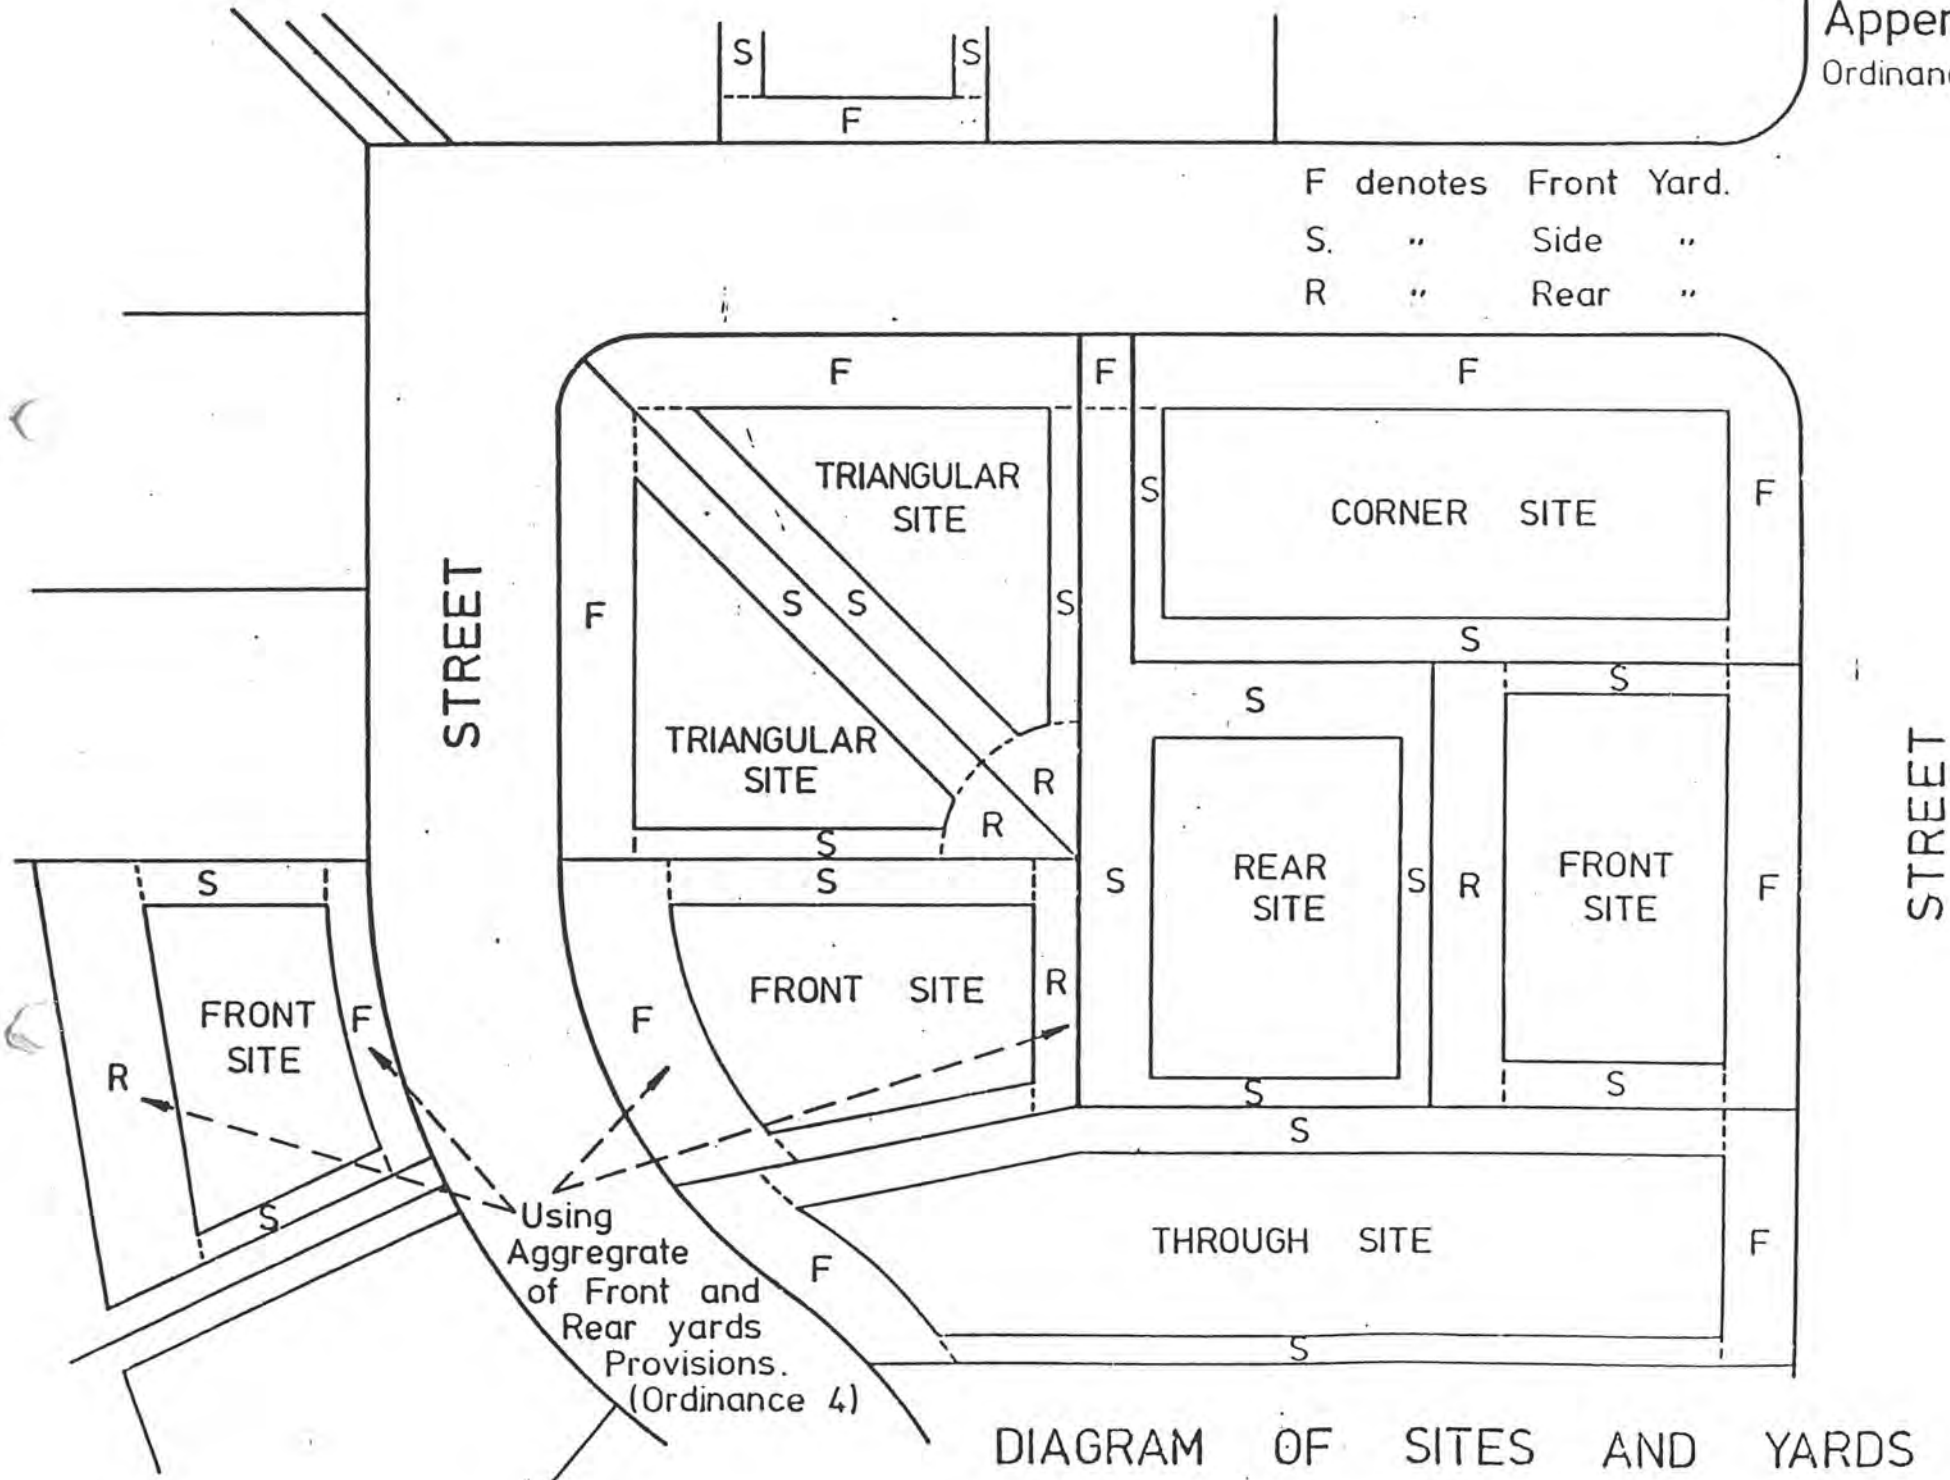 Appen
Ordinanc
S
S
F
F denotes Front Yard.
S. " Side "
R " Rear "
F
F
F
TRIANGULAR
SITE
S
CORNER SITE
F
STREET
F
S
S
S
S
S
S
TRIANGULAR
SITE
R
R
STREET
S
S
S
REAR
SITE
S
R
FRONT
SITE
F
FRONT
SITE
F
F
FRONT SITE
R
R
S
S
S
S
THROUGH SITE
F
F
S
Using
Aggregrate
of Front and
Rear yards
Provisions.
(Ordinance 4)
DIAGRAM OF SITES AND YARDS